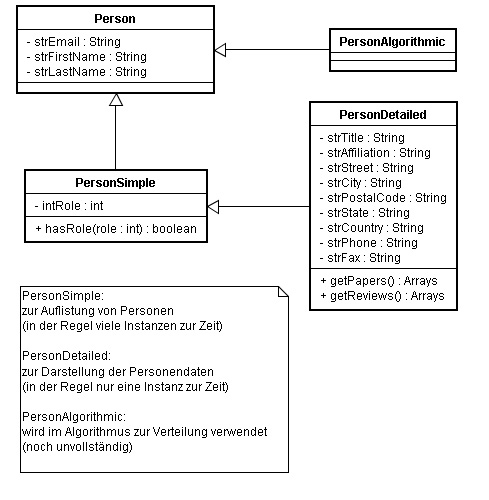 Person
- strEmail : String
- strFirstName : String
- strLastName : String
PersonAlgorithmic
PersonDetailed
- strTitle : String
- strAffiliation : String
- strStreet : String
- strCity : String
- strPostalCode : String
- strState : String
- strCountry : String
- strPhone : String
- strFax : String
+ getPapers() : Arrays
+ getReviews() : Arrays
PersonSimple
- intRole : int
+ hasRole(role : int) : boolean
PersonSimple:
zur Auflistung von Personen
(in der Regel viele Instanzen zur Zeit)
PersonDetailed:
zur Darstellung der Personendaten
(in der Regel nur eine Instanz zur Zeit)
PersonAlgorithmic:
wird im Algorithmus zur Verteilung verwendet
(noch unvollständig)